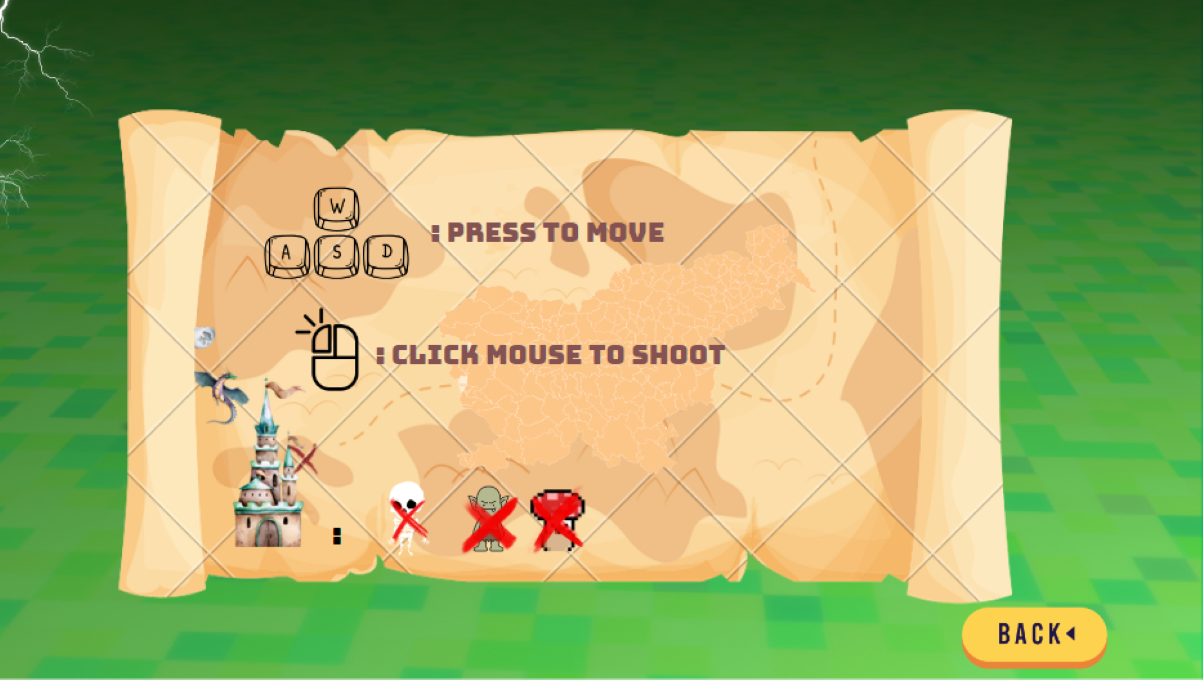 W
: PRESS TO MOVE
A S D
: CLICK MOUSE TO SHOOT
:
BACK